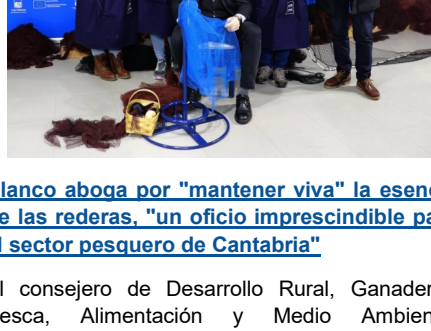 lanco aboga por "mantener viva" la esen
e las rederas, "un oficio imprescindible pa
l sector pesquero de Cantabria"
l consejero de Desarrollo Rural, Ganader
esca, Alimentación y Medio Ambien